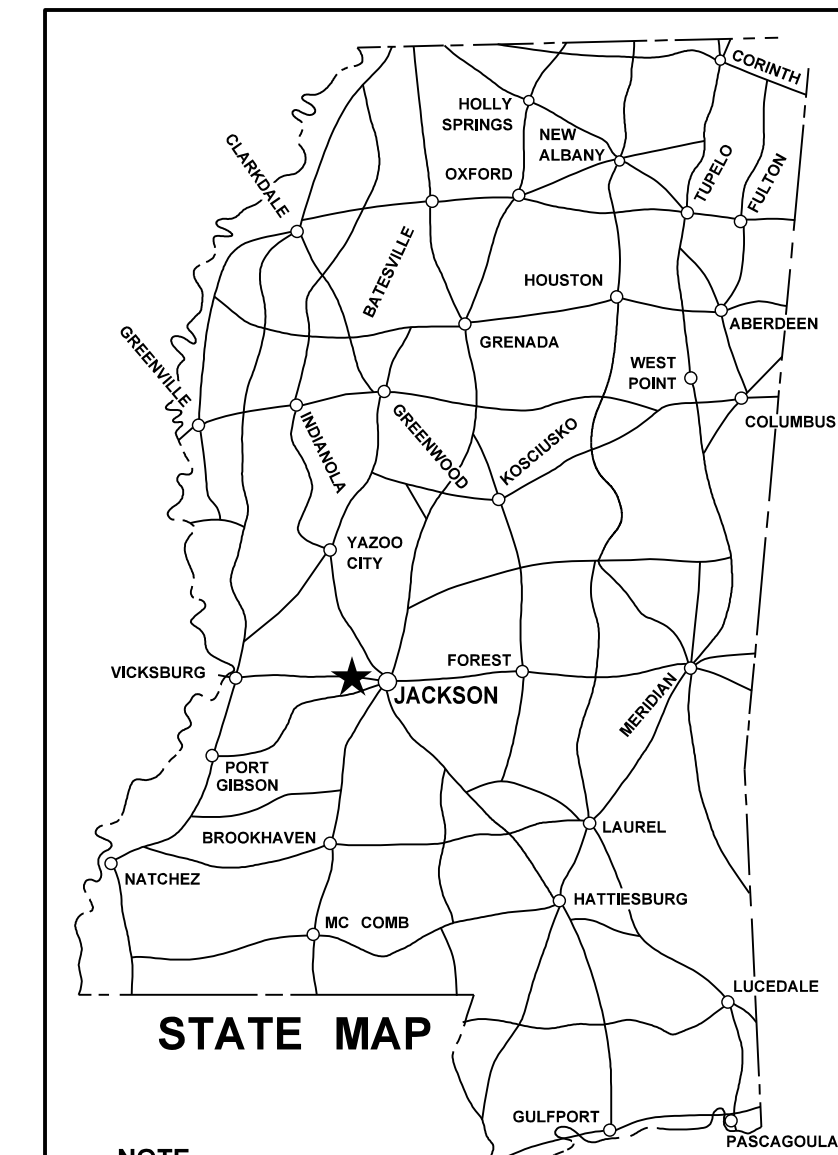 CORINTH
HOLLY
SPRINGS
NEW
ALBANY
CLARKDALE
OXFORD
TUPELO
FULTON
BATESVILLE
HOUSTON
ABERDEEN
GREENVILLE
GRENADA
WEST
POINT
COLUMBUS
INDIANOLA
GREENWOOD
KOSCIUSKO
YAZOO
CITY
VICKSBURG
FOREST
JACKSON
MERIDIAN
PORT
GIBSON
BROOKHAVEN
LAUREL
NATCHEZ
HATTIESBURG
MC COMB
LUCEDALE
STATE MAP
GULFPORT
PASCAGOULA
NOTE